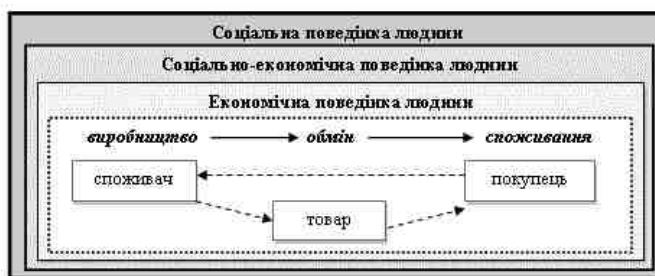 Соціальна поведінка людини
Соціально-економічна поведінка людини
Економічна поведінка людини
виробництво обмін споживання
споживач покупець
товар